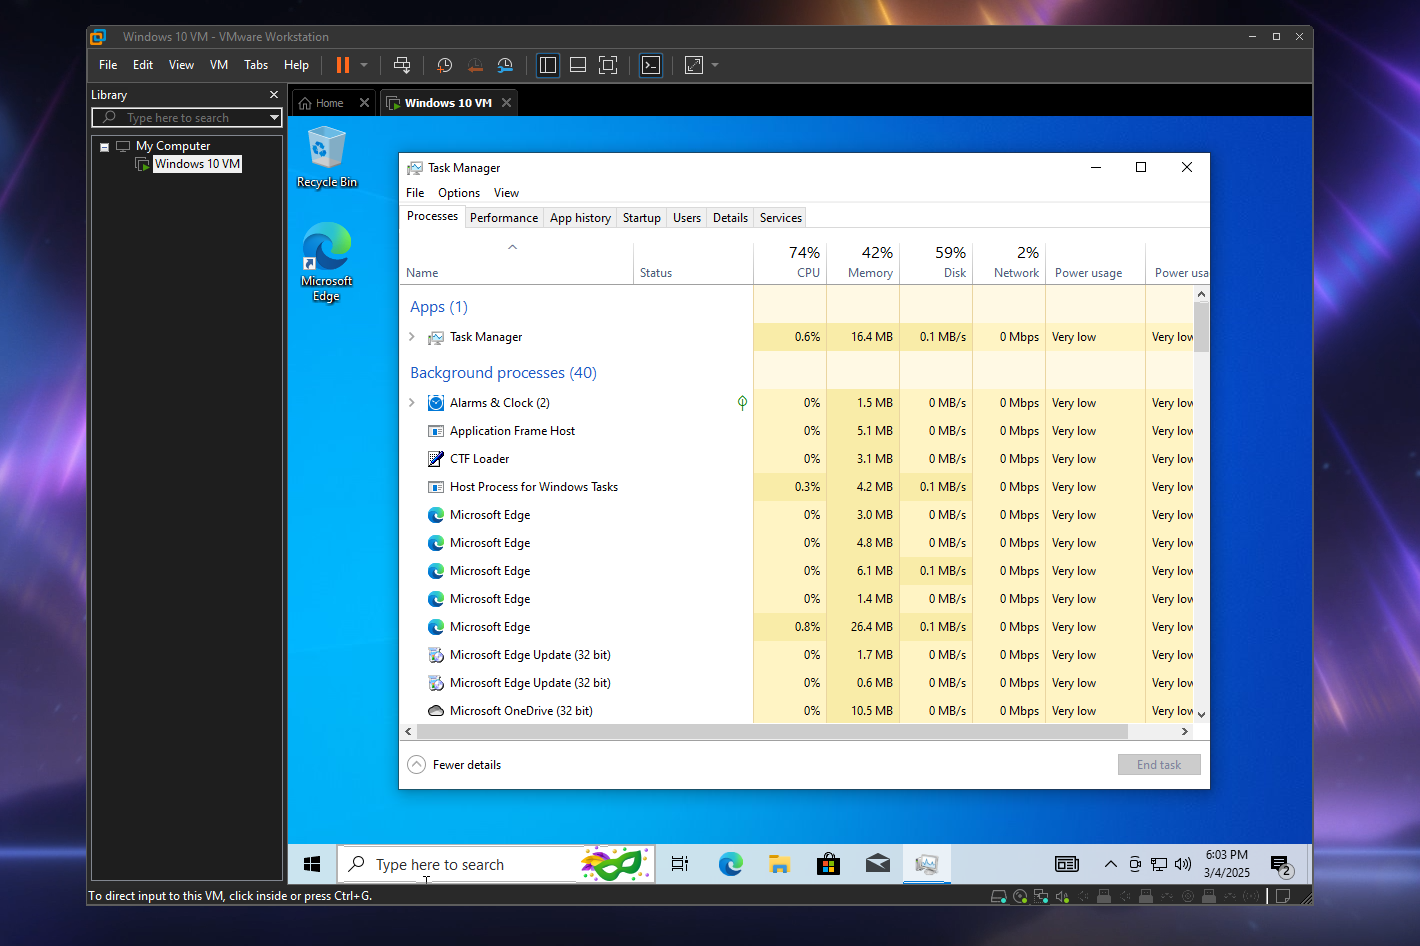 Windows 10 VM - VMware Workstation
File Edit View VM Tabs Help
Library
Type here to search
My Computer
Windows 10 VM
Home
Windows 10 VM
Recycle Bin
Microsoft
Edge
Task Manager
File Options View
Processes Performance App history Startup Users Details Services
74% 42% 59% 2%
Name Status CPU Memory Disk Network Power usage Power usa
Apps (1)
Task Manager 0.6% 16.4 MB 0.1 MB/s 0 Mbps Very low Very low
Background processes (40)
Alarms & Clock (2) 0% 1.5 MB 0 MB/s 0 Mbps Very low Very low
Application Frame Host 0% 5.1 MB 0 MB/s 0 Mbps Very low Very low
CTF Loader 0% 3.1 MB 0 MB/s 0 Mbps Very low Very low
Host Process for Windows Tasks 0.3% 4.2 MB 0.1 MB/s 0 Mbps Very low Very low
Microsoft Edge 0% 3.0 MB 0 MB/s 0 Mbps Very low Very low
Microsoft Edge 0% 4.8 MB 0 MB/s 0 Mbps Very low Very low
Microsoft Edge 0% 6.1 MB 0.1 MB/s 0 Mbps Very low Very low
Microsoft Edge 0% 1.4 MB 0 MB/s 0 Mbps Very low Very low
Microsoft Edge 0.8% 26.4 MB 0.1 MB/s 0 Mbps Very low Very low
Microsoft Edge Update (32 bit) 0% 1.7 MB 0 MB/s 0 Mbps Very low Very low
Microsoft Edge Update (32 bit) 0% 0.6 MB 0 MB/s 0 Mbps Very low Very low
Microsoft OneDrive (32 bit) 0% 10.5 MB 0 MB/s 0 Mbps Very low Very low
Fewer details
End task
Type here to search
6:03 PM
3/4/2025
2
To direct input to this VM, click inside or press Ctrl+G.